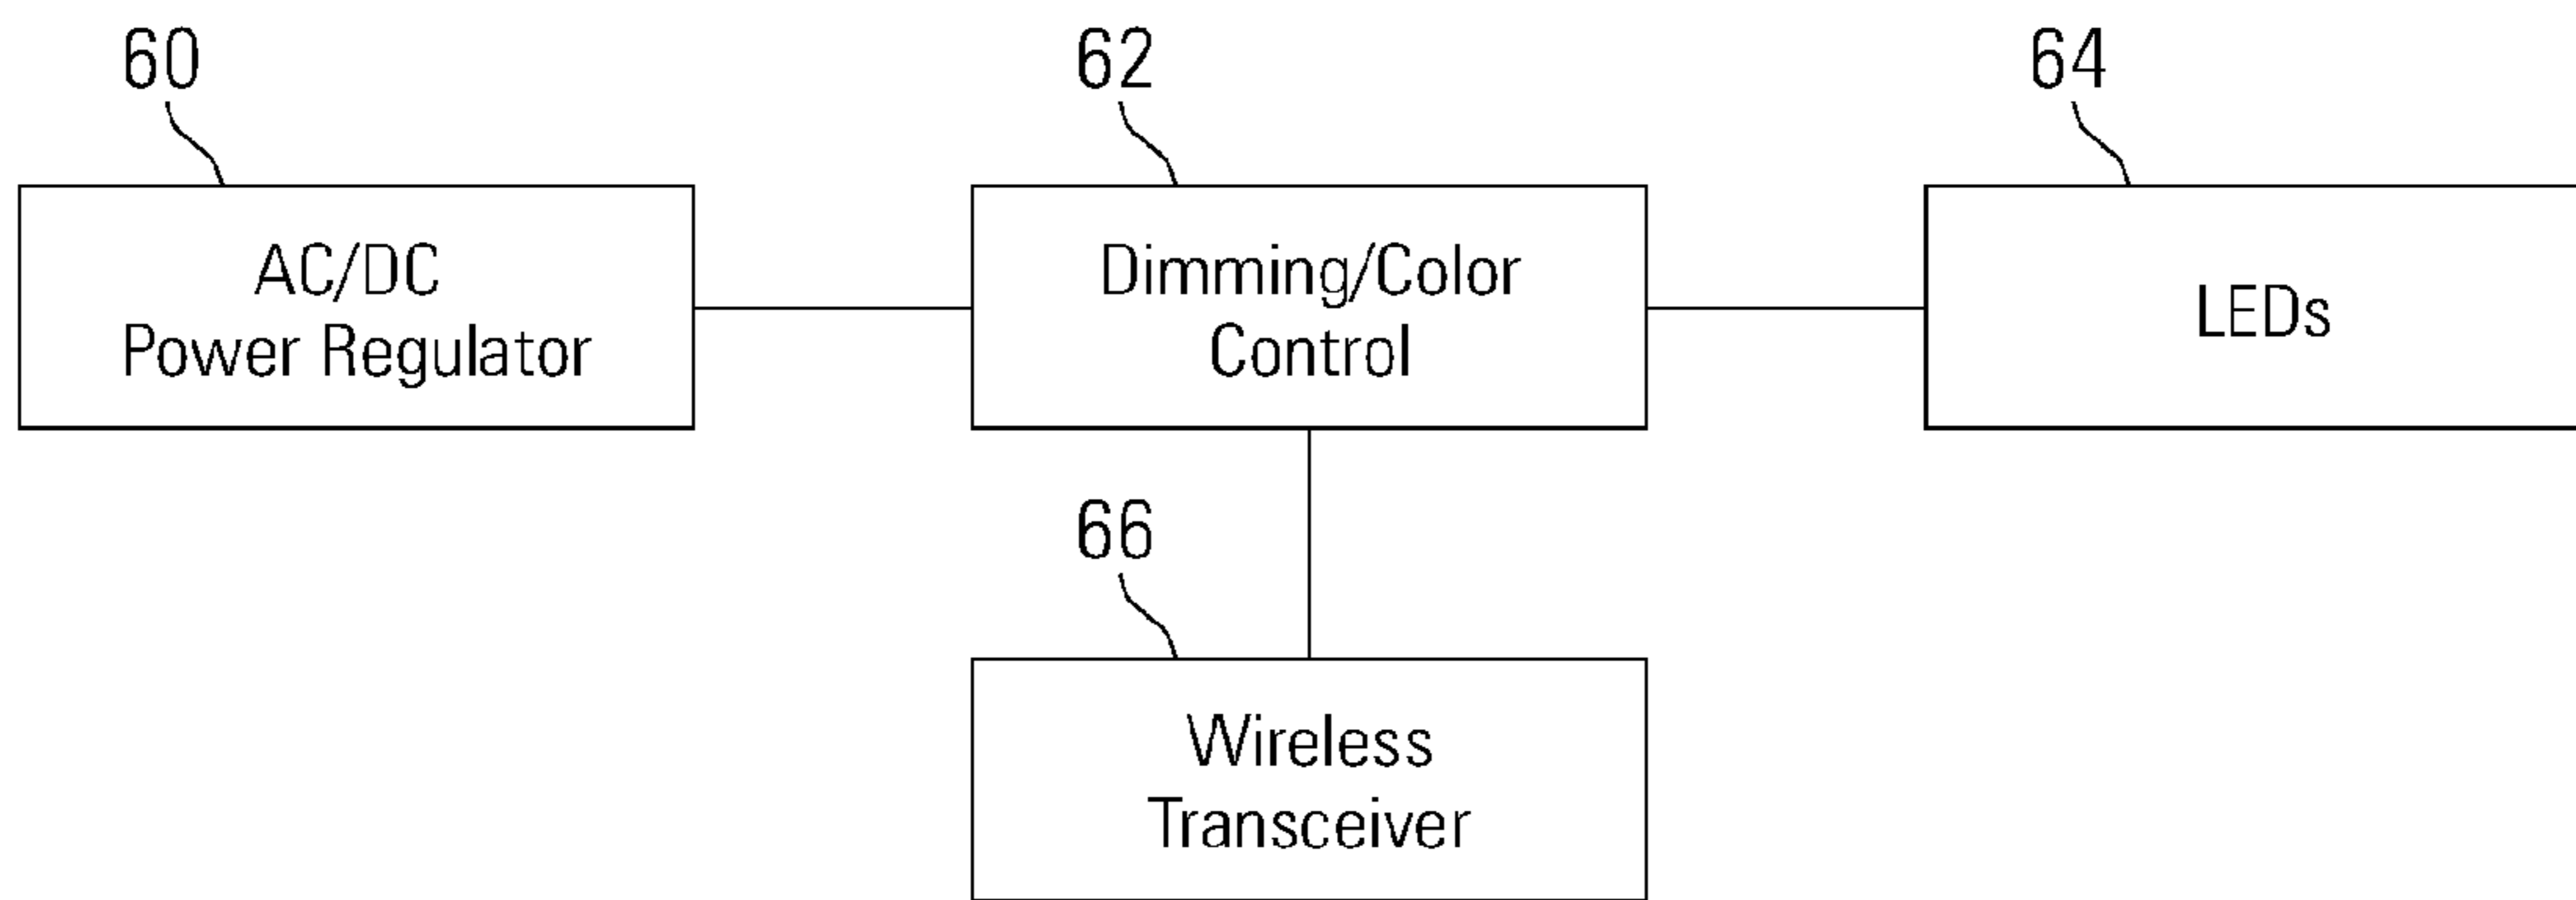 60
62
64
AC/DC
Power Regulator
Dimming/Color
Control
LEDs
66
Wireless
Transceiver